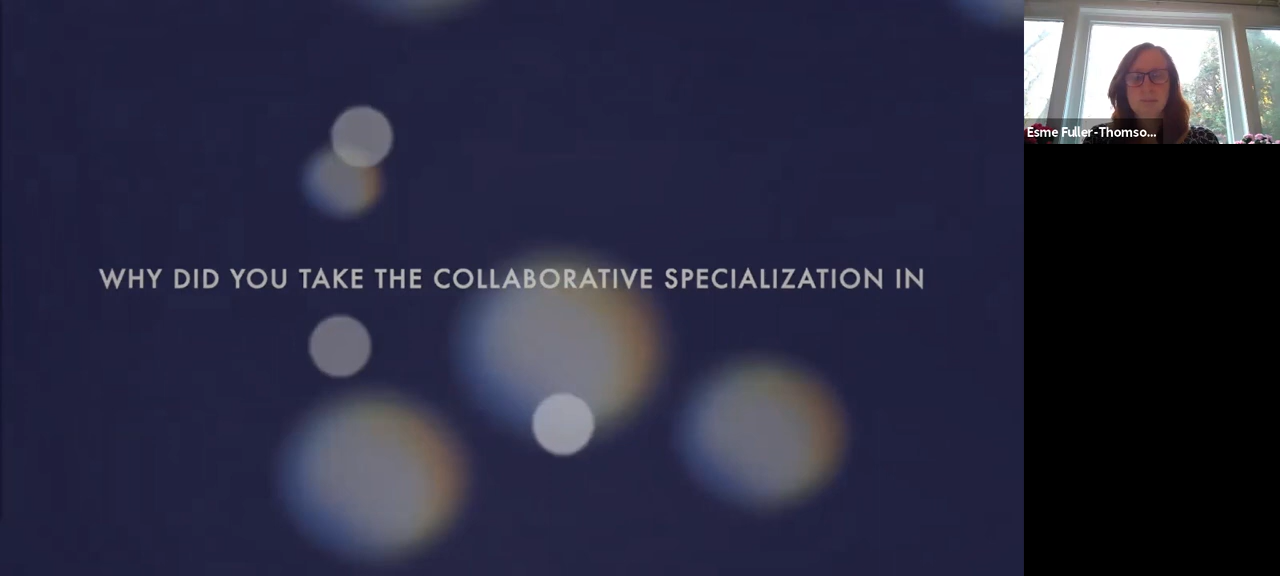 WHY DID YOU TAKE THE COLLABORATIVE SPECIALIZATION IN
Esme Fuller-Thomso...